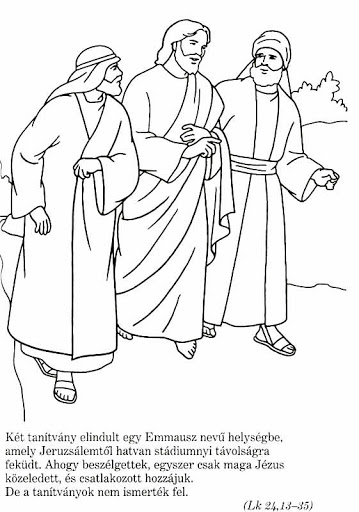 Két tanítvány elindult egy Emmausz nevű helységbe,
amely Jeruzsálemtől hatvan stádiumnyi távolságra
feküdt. Ahogy beszélgettek, egyszer csak maga Jézus
közeledett, és csatlakozott hozzájuk.
De a tanítványok nem ismerték fel.
(Lk 24,13–35)